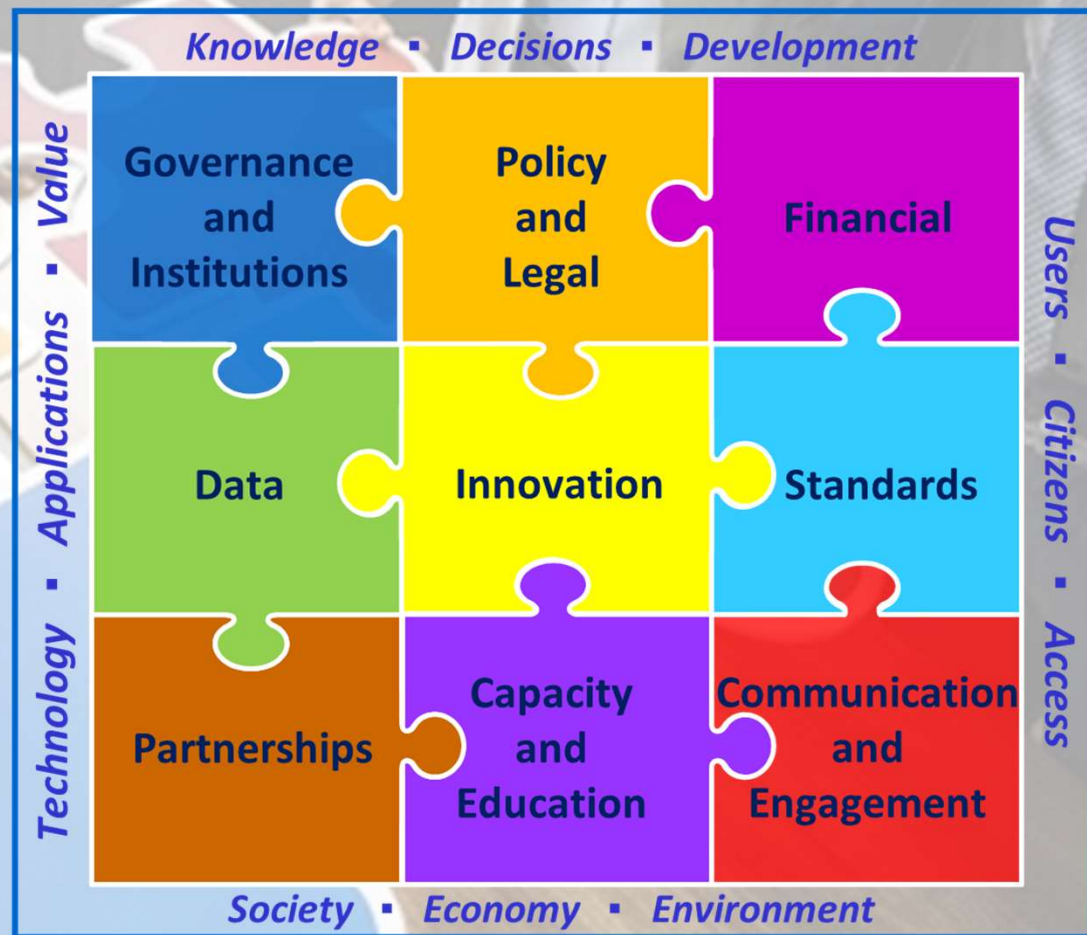 Knowledge ▪ Decisions ▪ Development
Technology ▪ Applications ▪ Value
Governance
and
Institutions
Policy
and
Legal
Financial
Users ▪ Citizens ▪ Access
Data
Innovation
Standards
Partnerships
Capacity
and
Education
Communication
and
Engagement
Society ▪ Economy ▪ Environment